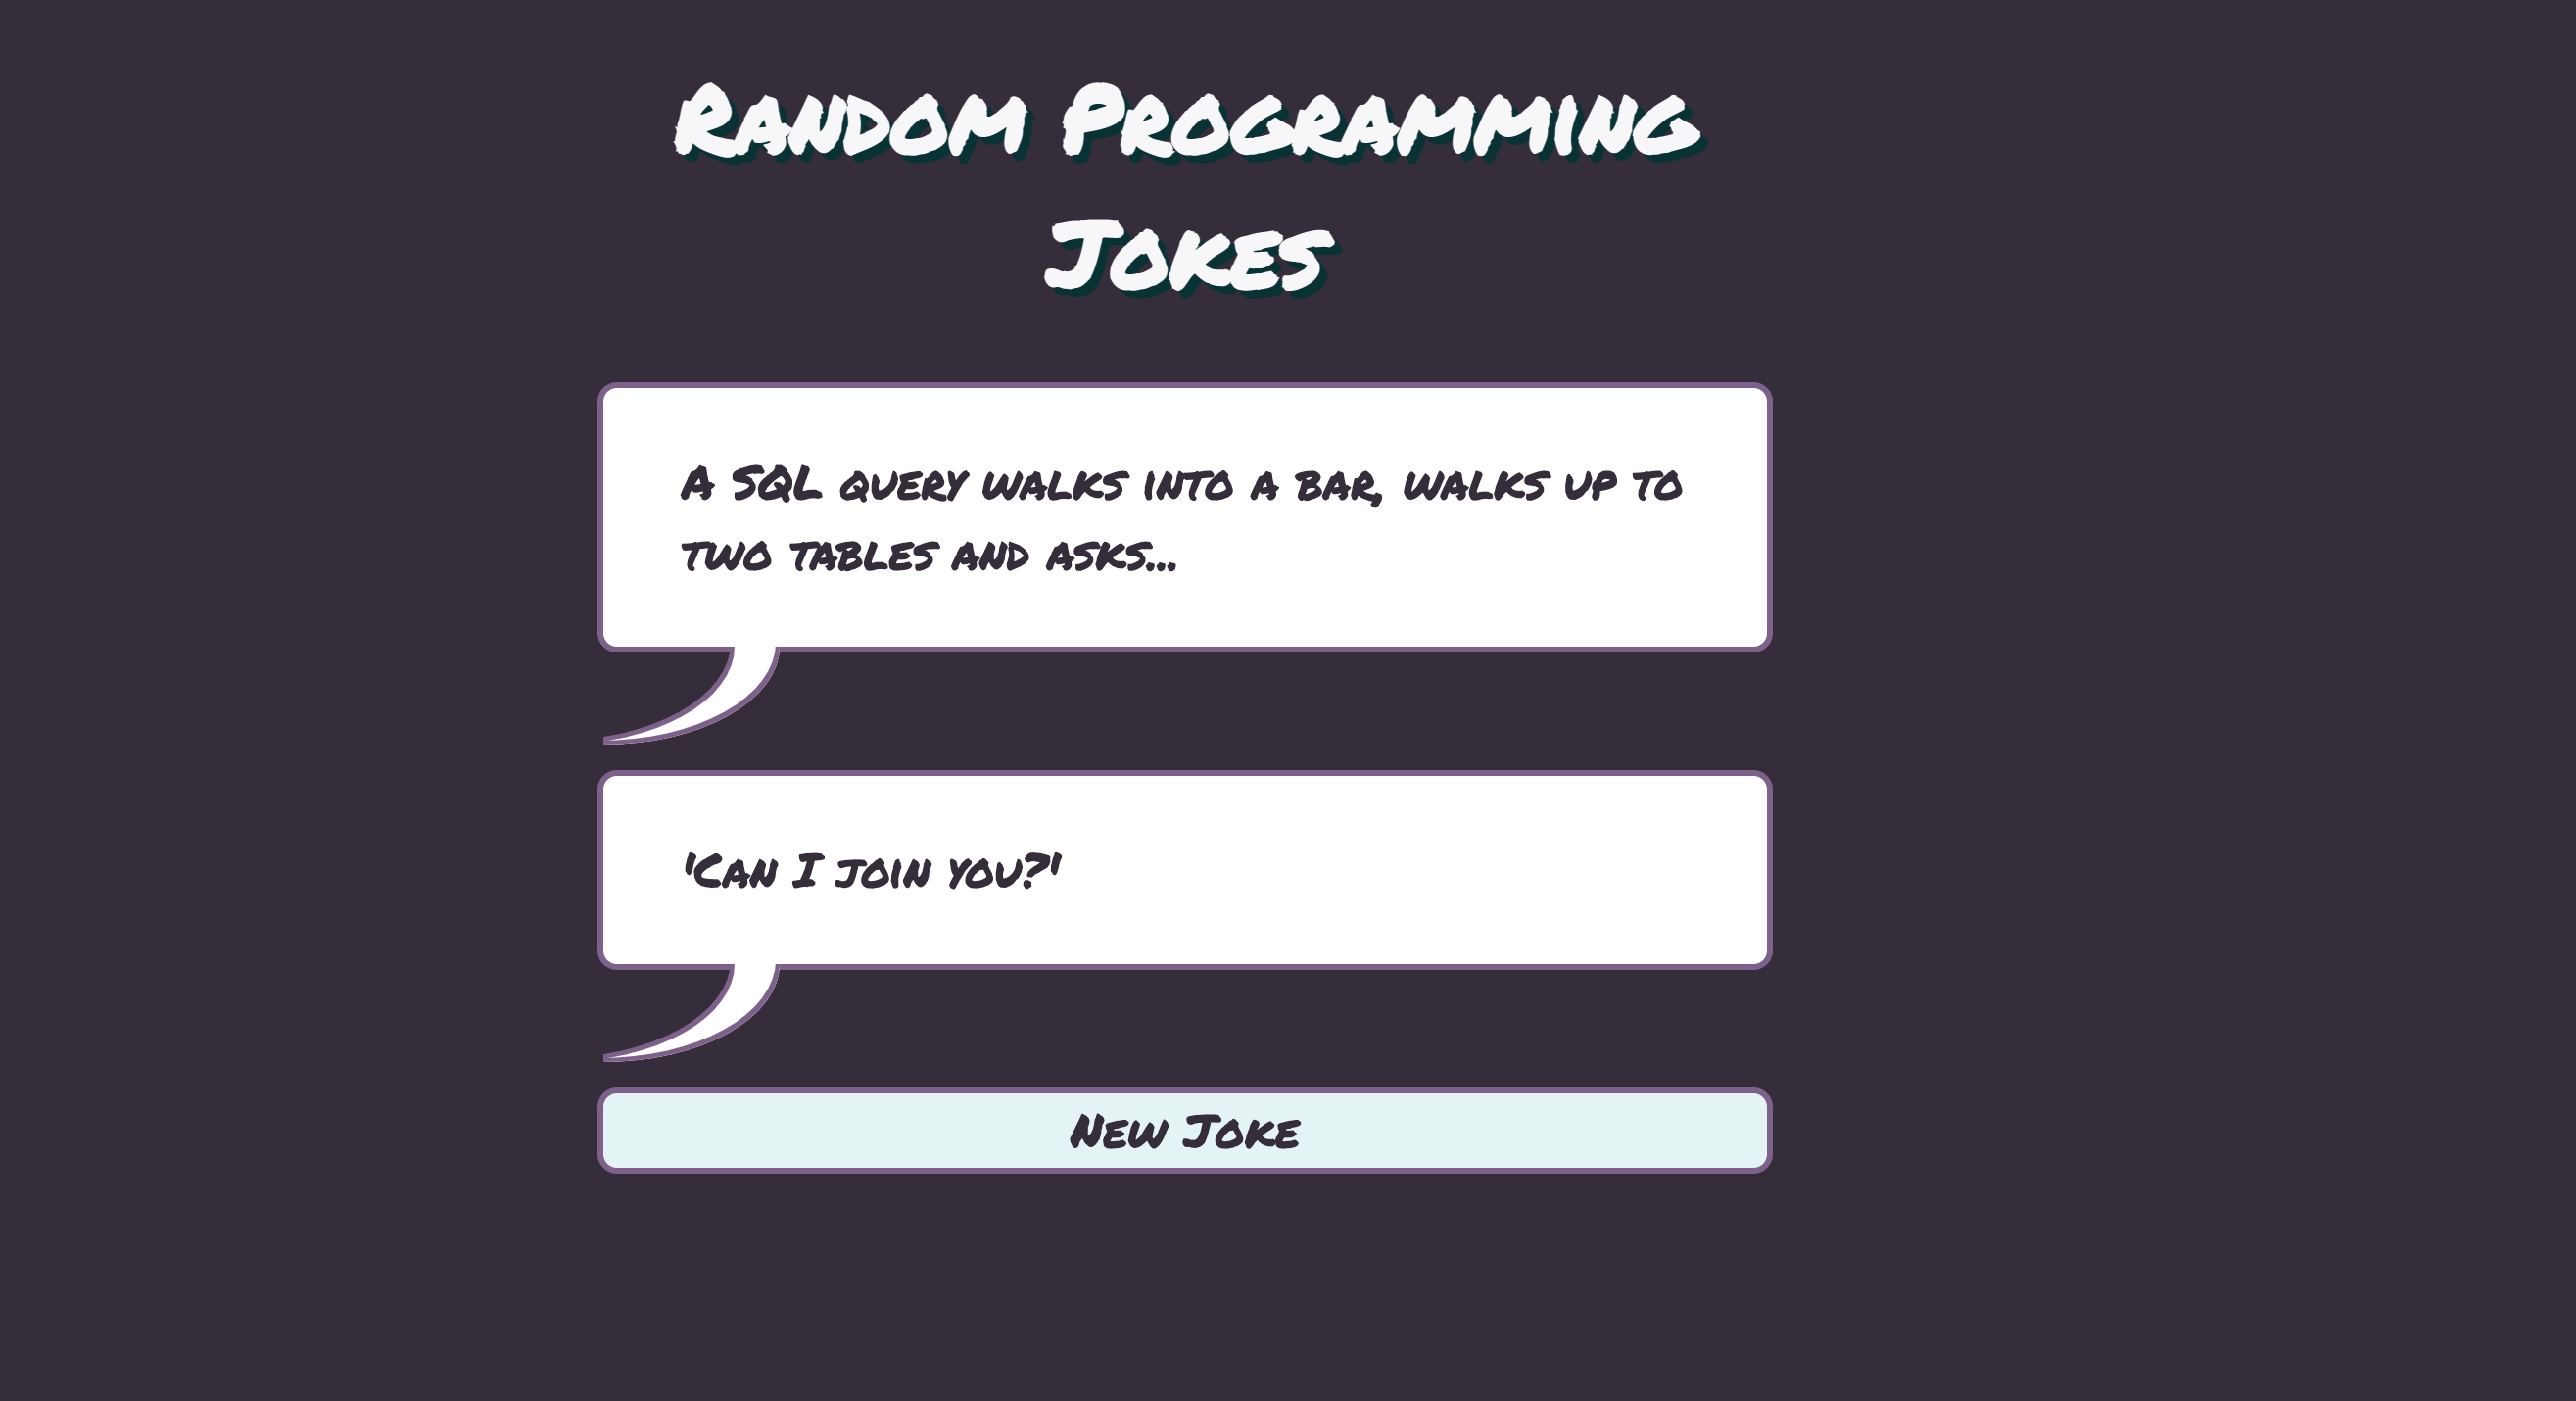 Random Programming
Jokes
A SQL query walks into a bar, walks up to
two tables and asks...
'Can I join you?'
New Joke